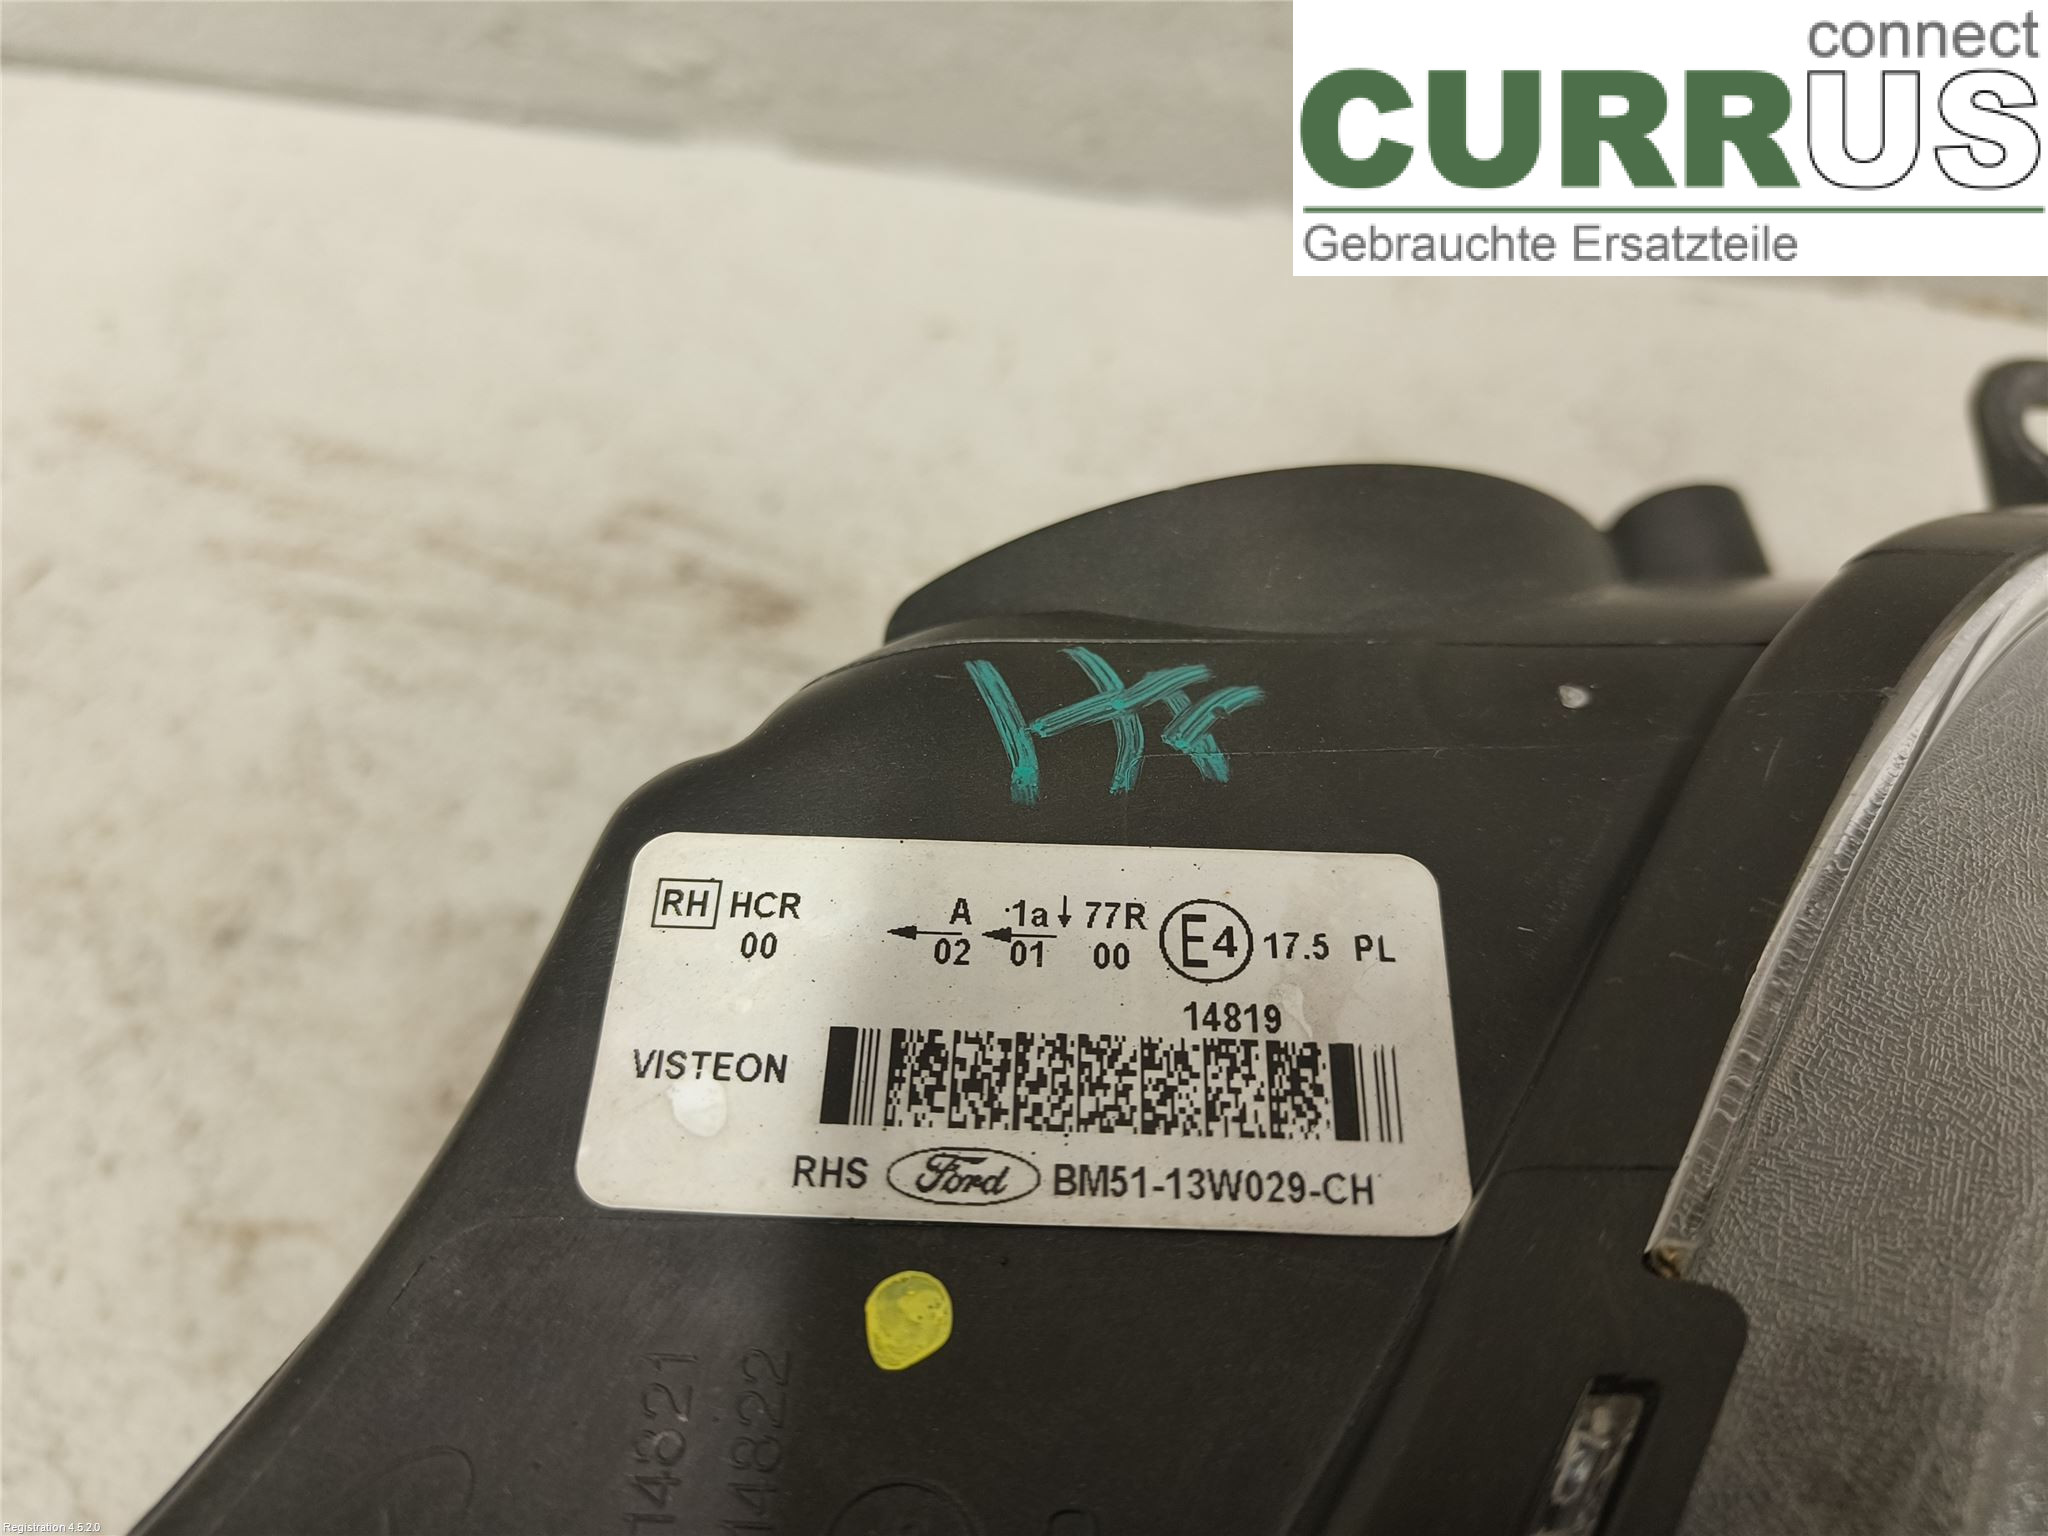 connect
CURRUS
Gebrauchte Ersatzteile
RH HCR A 1a 77R E4 17.5 PL
00 02 01 00
14819
VISTEON
RHS Ford BM51-13W029-CH
14821
14822
Registration 4.5.2.0